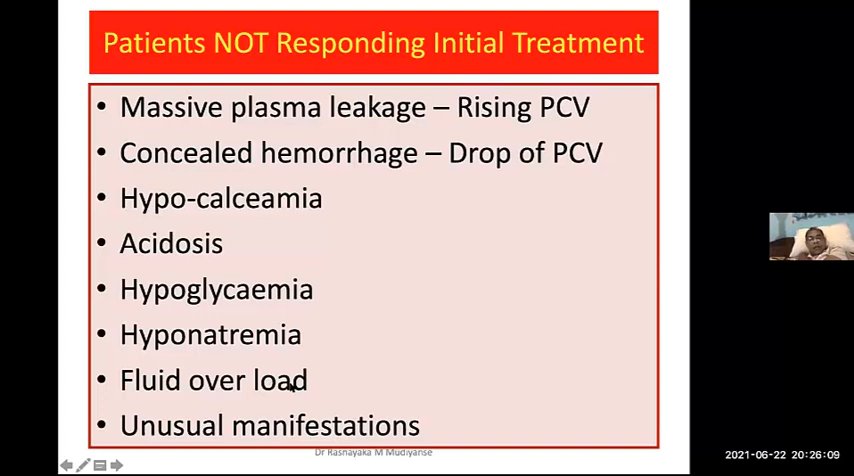 Patients NOT Responding Initial Treatment
• Massive plasma leakage – Rising PCV
• Concealed hemorrhage – Drop of PCV
• Hypo-calceamia
• Acidosis
• Hypoglycaemia
• Hyponatremia
• Fluid over load
• Unusual manifestations
Dr Rasnayaka M Mudiyanse
2021-06-22 20:26:09